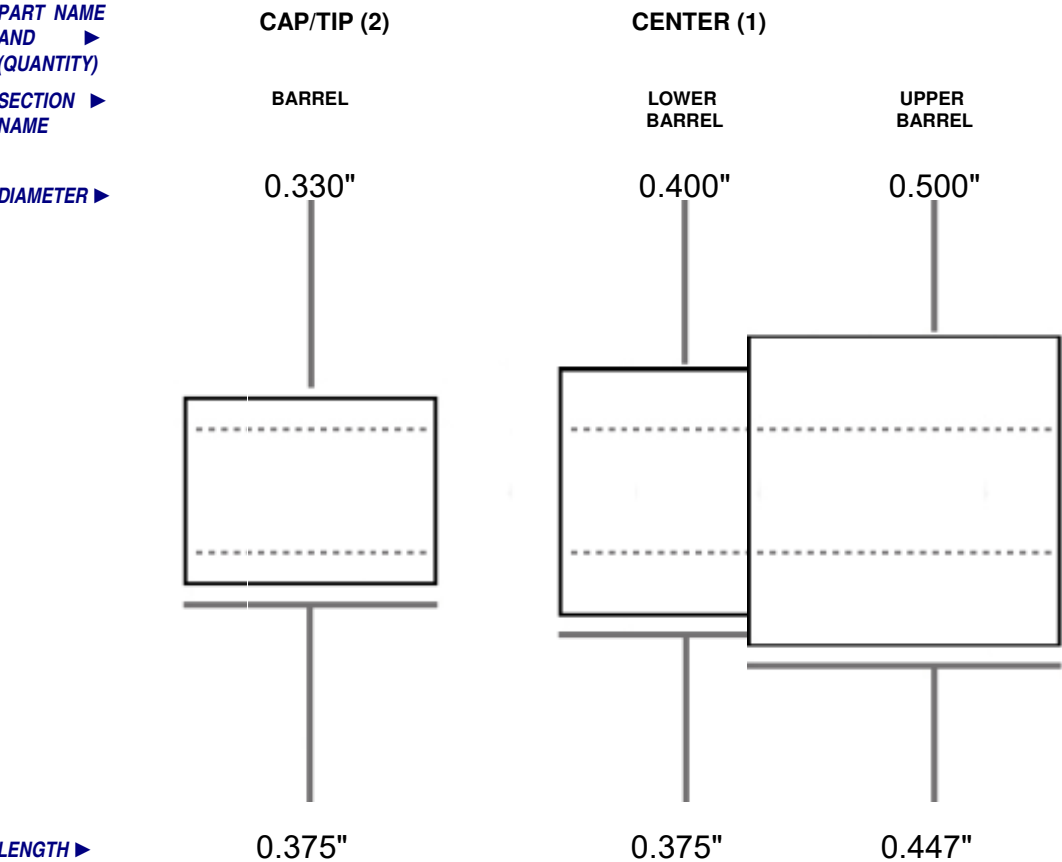 PART NAME AND ► (QUANTITY)
CAP/TIP (2)
CENTER (1)
SECTION ► NAME
BARREL
LOWER BARREL
UPPER BARREL
DIAMETER ►
0.330"
0.400"
0.500"
LENGTH ►
0.375"
0.375"
0.447"